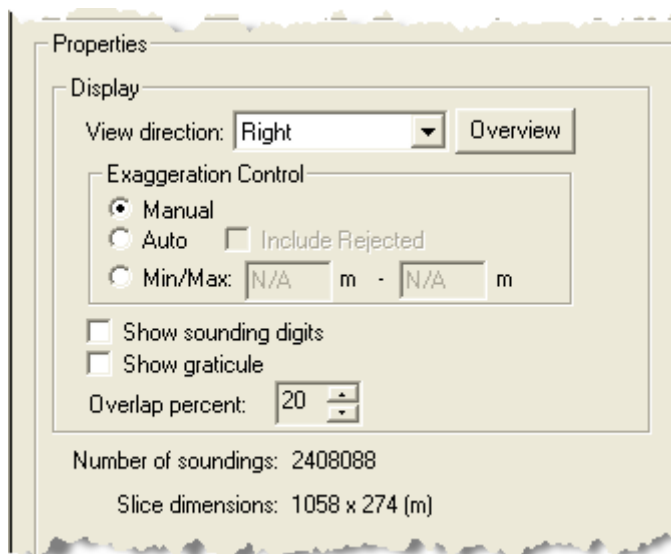 Properties
Display
View direction: Right Overview
Exaggeration Control
Manual
Auto Include Rejected
Min/Max: N/A m - N/A m
Show sounding digits
Show graticule
Overlap percent: 20
Number of soundings: 2408088
Slice dimensions: 1058 x 274 (m)